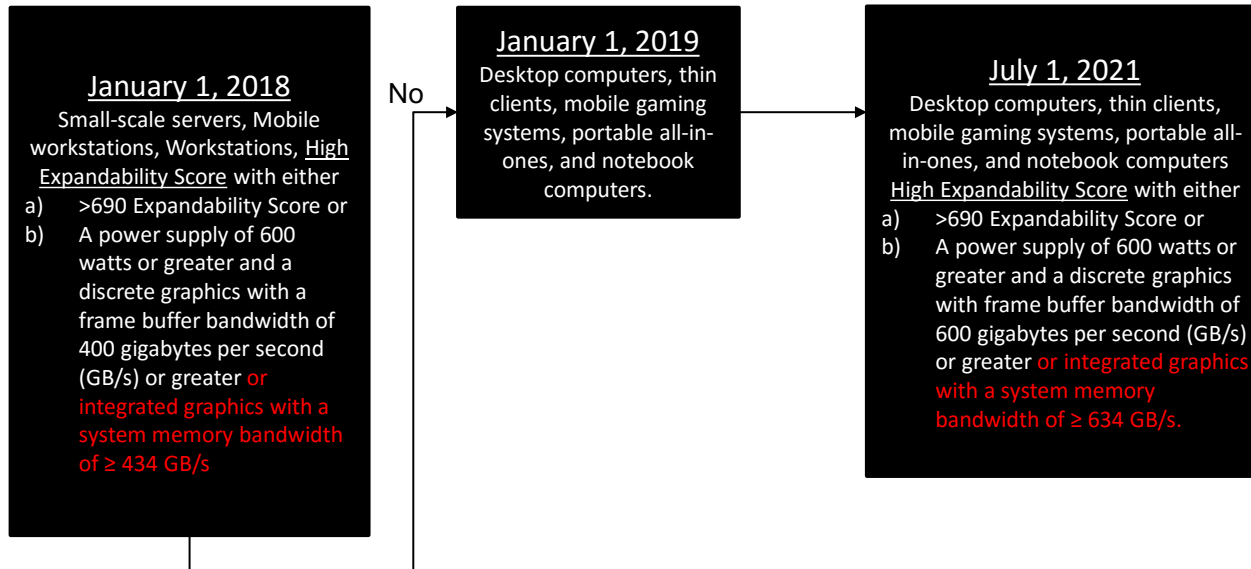 January 1, 2018
Small-scale servers, Mobile
workstations, Workstations, High
Expandability Score with either
a) >690 Expandability Score or
b) A power supply of 600
watts or greater and a
discrete graphics with a
frame buffer bandwidth of
400 gigabytes per second
(GB/s) or greater or
integrated graphics with a
system memory bandwidth
of ≥ 434 GB/s
No
January 1, 2019
Desktop computers, thin
clients, mobile gaming
systems, portable all-in-
ones, and notebook
computers.
July 1, 2021
Desktop computers, thin clients,
mobile gaming systems, portable all-
in-ones, and notebook computers
High Expandability Score with either
a) >690 Expandability Score or
b) A power supply of 600 watts or
greater and a discrete graphics
with frame buffer bandwidth of
600 gigabytes per second (GB/s)
or greater or integrated graphics
with a system memory
bandwidth of ≥ 634 GB/s.